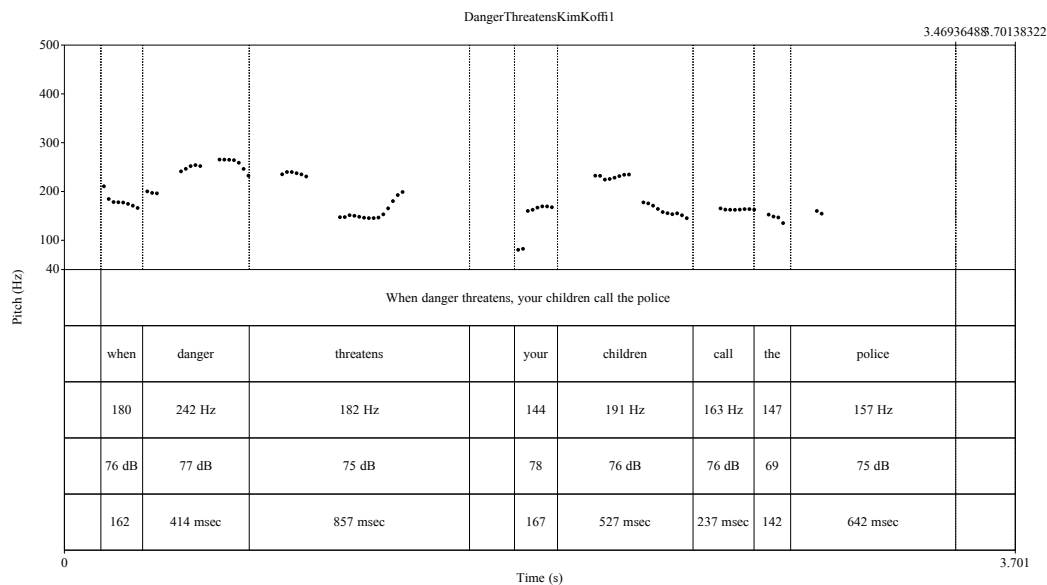 DangerThreatensKimKoffi1
3.46936488 3.70138322
500
400
300
200
100
40
Pitch (Hz)
When danger threatens, your children call the police
when danger threatens your children call the police
180 242 Hz 182 Hz 144 191 Hz 163 Hz 147 157 Hz
76 dB 77 dB 75 dB 78 76 dB 76 dB 69 75 dB
162 414 msec 857 msec 167 527 msec 237 msec 142 642 msec
0 3.701
Time (s)